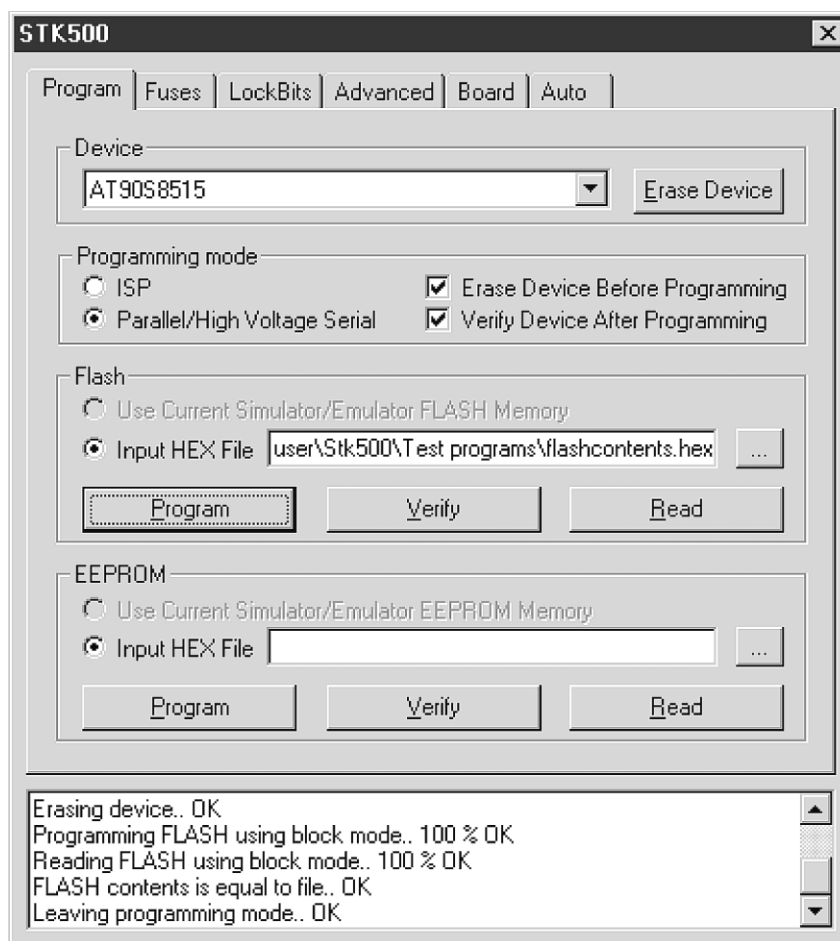 STK500
Program Fuses LockBits Advanced Board Auto
Device
AT90S8515 Erase Device
Programming mode
ISP Erase Device Before Programming
Parallel/High Voltage Serial Verify Device After Programming
Flash
Use Current Simulator/Emulator FLASH Memory
Input HEX File user\Stk500\Test programs\flashcontents.hex ...
Program Verify Read
EEPROM
Use Current Simulator/Emulator EEPROM Memory
Input HEX File ...
Program Verify Read
Erasing device.. OK
Programming FLASH using block mode.. 100 % OK
Reading FLASH using block mode.. 100 % OK
FLASH contents is equal to file.. OK
Leaving programming mode.. OK